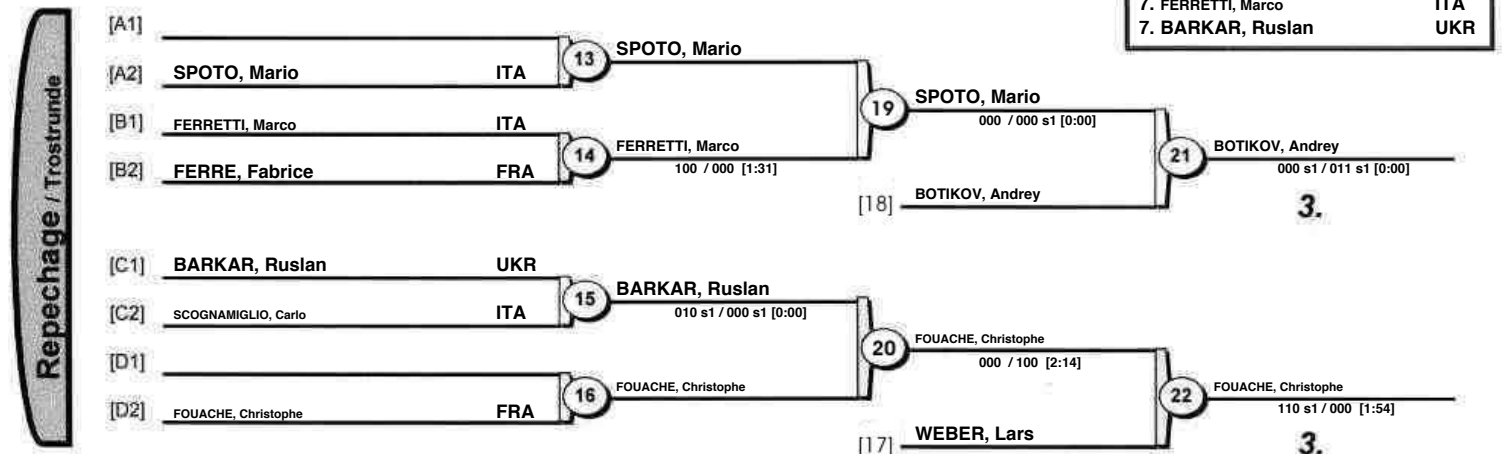 7. FERRETTI, Marco ITA
7. BARKAR, Ruslan UKR
Repechage / Trostrunde
[A1]
13 SPOTO, Mario
[A2] SPOTO, Mario ITA
19 SPOTO, Mario
000 / 000 s1 [0:00]
[B1] FERRETTI, Marco ITA
14 FERRETTI, Marco
100 / 000 [1:31]
21 BOTIKOV, Andrey
000 s1 / 011 s1 [0:00]
[B2] FERRE, Fabrice FRA
[18] BOTIKOV, Andrey
3.
[C1] BARKAR, Ruslan UKR
15 BARKAR, Ruslan
010 s1 / 000 s1 [0:00]
[C2] SCOGNAMIGLIO, Carlo ITA
20 FOUACHE, Christophe
000 / 100 [2:14]
[D1]
16 FOUACHE, Christophe
22 FOUACHE, Christophe
110 s1 / 000 [1:54]
[D2] FOUACHE, Christophe FRA
[17] WEBER, Lars
3.